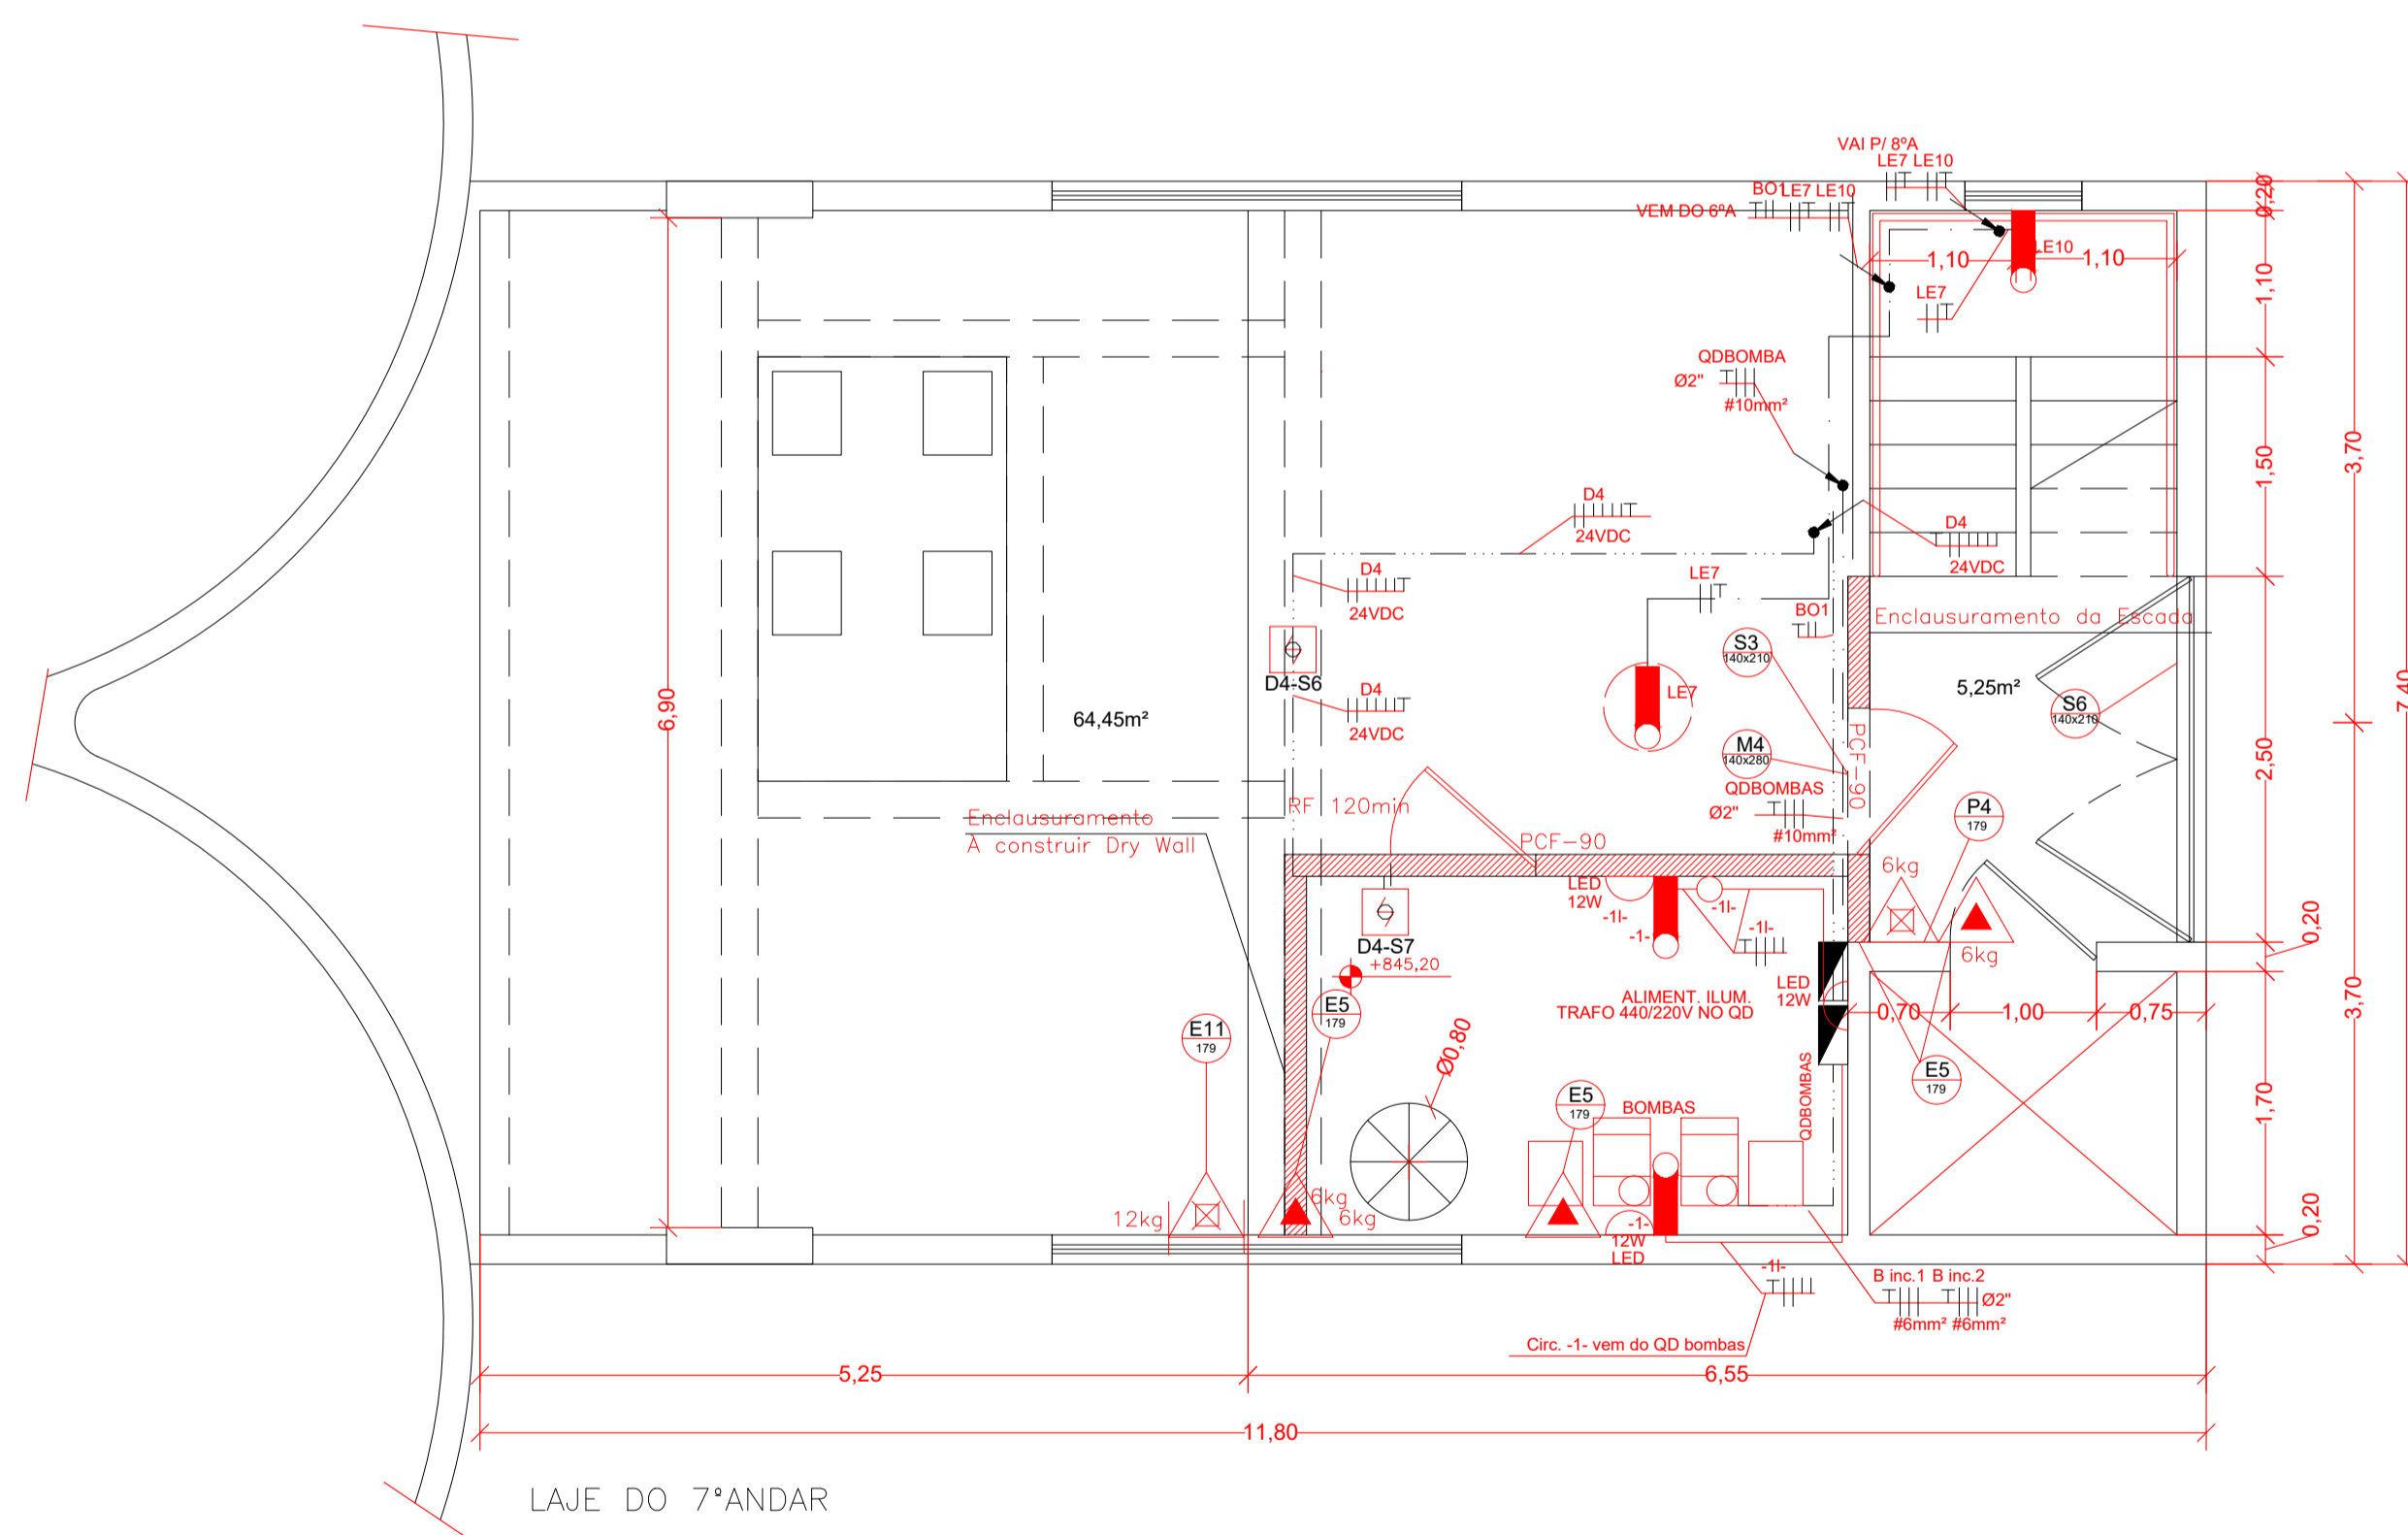 VAI P/ 8ºA
LE7 LE10
BO1 LE7 LE10
VEM DO 6ºA
LE10
1,10
1,10
LE7
0,20
1,10
QDBOMBA
Ø2"
#10mm²
1,50
3,70
D4
24VDC
D4
24VDC
D4
24VDC
LE7
BO1
Enclausuramento da Escada
S3
140x210
D4-S6
LE7
5,25m²
S6
140x210
7,40
6,90
64,45m²
D4
24VDC
M4
140x280
PCF-90
2,50
QDBOMBAS
Ø2"
#10mm²
RF 120min
Enclausuramento
À construir Dry Wall
PCF-90
P4
179
6kg
LED
12W
-1I-
-1-
-1I-
-1I-
6kg
0,20
D4-S7
+845,20
E5
179
ALIMENT. ILUM.
TRAFO 440/220V NO QD
LED
12W
0,70
1,00
0,75
3,70
E11
179
Ø0,80
E5
179
BOMBAS
QDBOMBAS
E5
179
1,70
12kg
6kg
6kg
-1-
12W
LED
0,20
-1I-
B inc.1 B inc.2
Ø2"
#6mm² #6mm²
Circ. -1- vem do QD bombas
5,25
6,55
11,80
LAJE DO 7ºANDAR